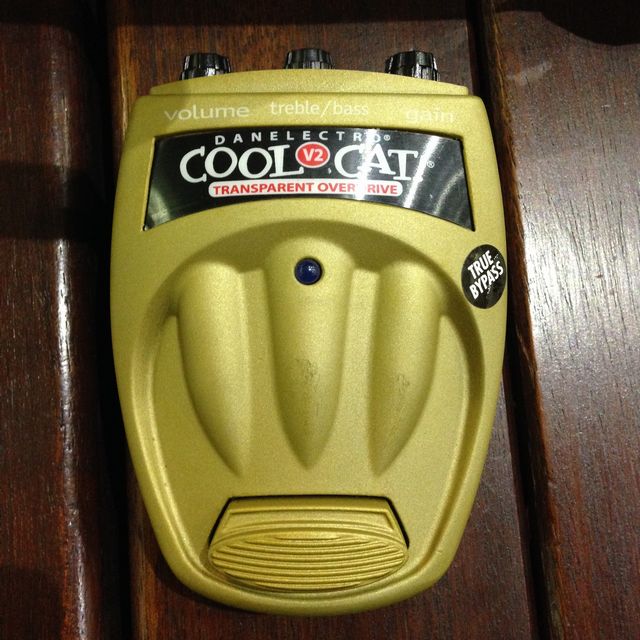 volume treble/bass gain
DANELECTRO®
COOL V2 CAT®
TRANSPARENT OVERDRIVE
TRUE
BYPASS